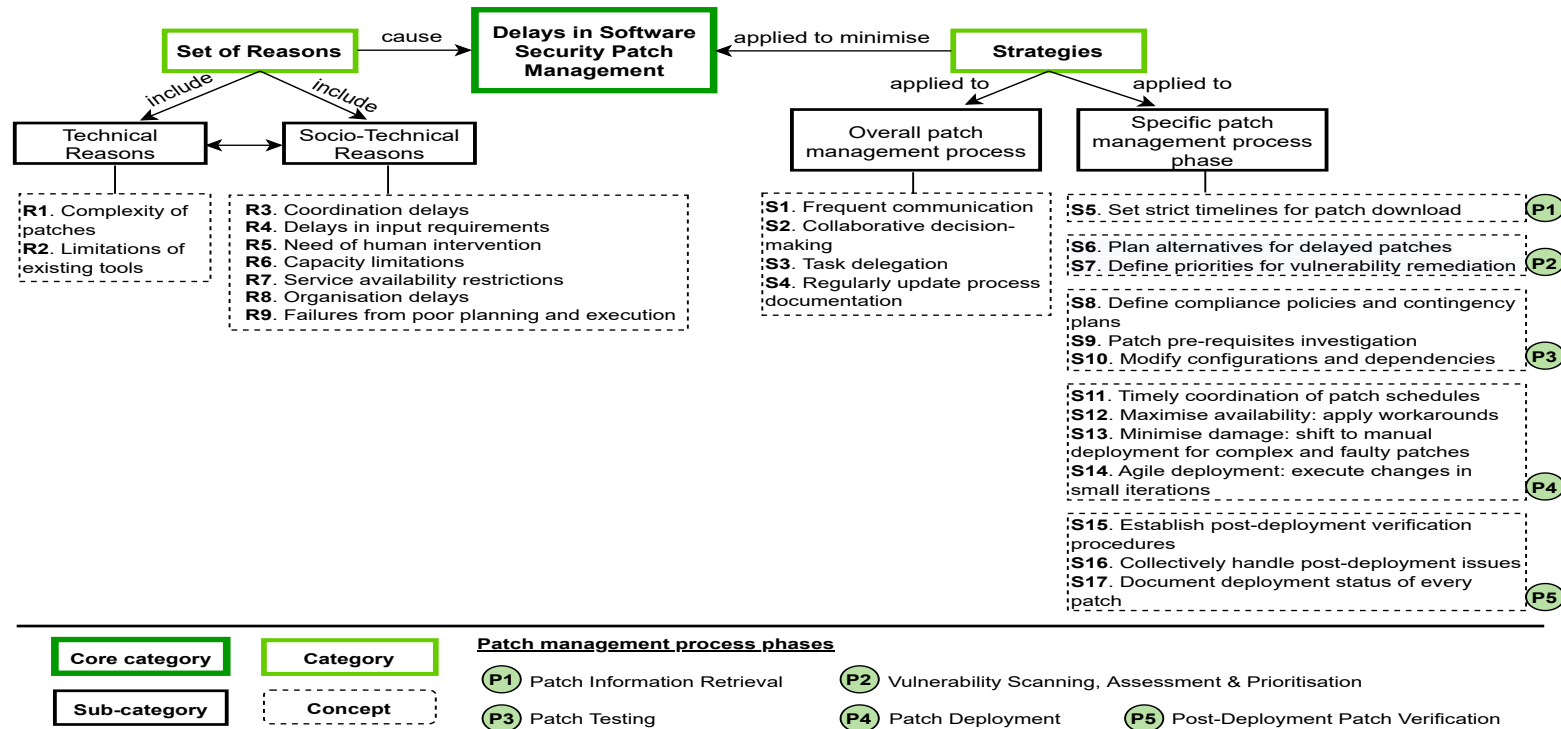 Set of Reasons
cause
Delays in Software
Security Patch
Management
applied to minimise
Strategies
include
include
applied to
applied to
Technical
Reasons
Socio-Technical
Reasons
Overall patch
management process
Specific patch
management process
phase
R1. Complexity of
patches
R2. Limitations of
existing tools
R3. Coordination delays
R4. Delays in input requirements
R5. Need of human intervention
R6. Capacity limitations
R7. Service availability restrictions
R8. Organisation delays
R9. Failures from poor planning and execution
S1. Frequent communication
S2. Collaborative decision-
making
S3. Task delegation
S4. Regularly update process
documentation
S5. Set strict timelines for patch download
P1
S6. Plan alternatives for delayed patches
S7. Define priorities for vulnerability remediation
P2
S8. Define compliance policies and contingency
plans
S9. Patch pre-requisites investigation
S10. Modify configurations and dependencies
P3
S11. Timely coordination of patch schedules
S12. Maximise availability: apply workarounds
S13. Minimise damage: shift to manual
deployment for complex and faulty patches
S14. Agile deployment: execute changes in
small iterations
P4
S15. Establish post-deployment verification
procedures
S16. Collectively handle post-deployment issues
S17. Document deployment status of every
patch
P5
Core category
Category
Sub-category
Concept
Patch management process phases
P1 Patch Information Retrieval
P2 Vulnerability Scanning, Assessment & Prioritisation
P3 Patch Testing
P4 Patch Deployment
P5 Post-Deployment Patch Verification